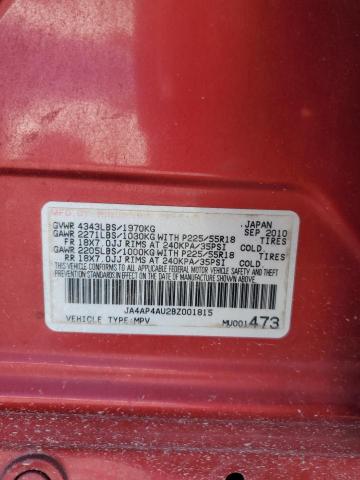 MFD. BY MITSUBISHI
JAPAN
GVWR 4343LBS/1970KG SEP 2010
GAWR 2271LBS/1030KG WITH P225/55R18 TIRES
FR 18X7.0JJ RIMS AT 240KPA/35PSI COLD.
GAWR 2205LBS/1000KG WITH P225/55R18 TIRES
RR 18X7.0JJ RIMS AT 240KPA/35PSI COLD.
THIS VEHICLE CONFORMS TO ALL APPLICABLE
FEDERAL MOTOR VEHICLE SAFETY AND THEFT
PREVENTION STANDARDS IN EFFECT ON THE
DATE OF MANUFACTURE SHOWN ABOVE.
JA4AP4AU2BZ001815
VEHICLE TYPE:MPV MU001473